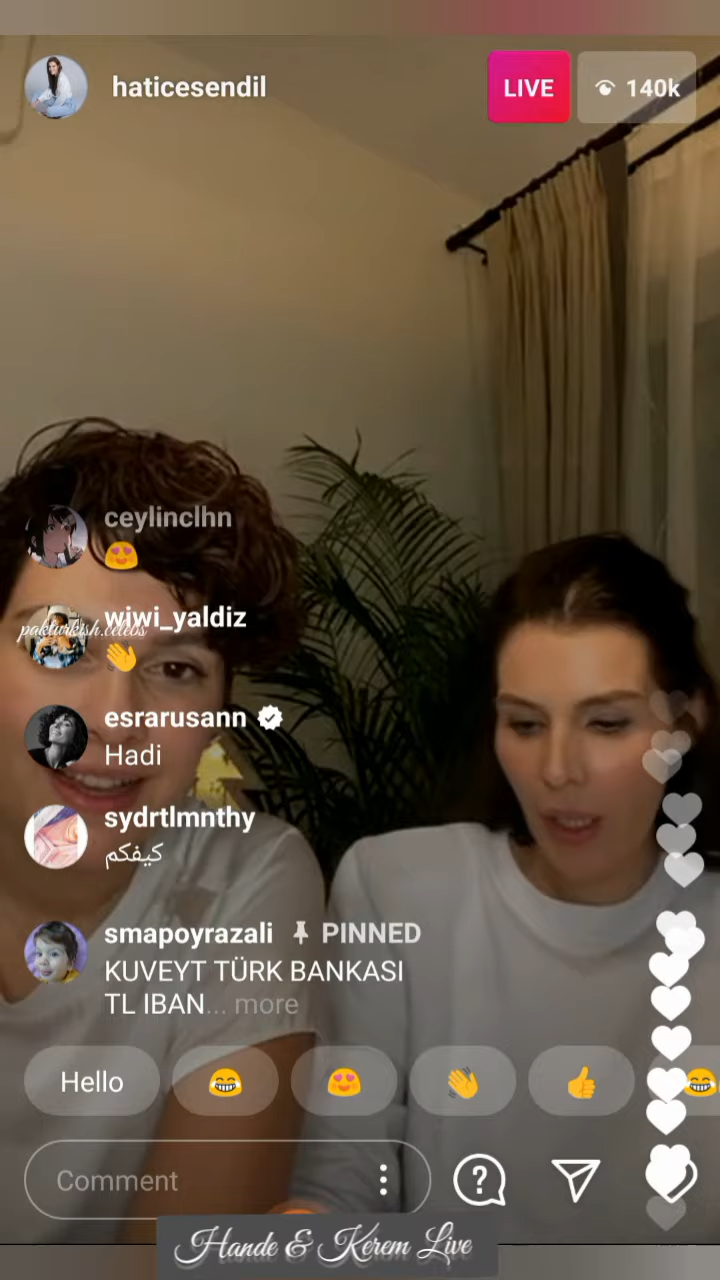 haticesendil
LIVE
140k
ceylinclhn
😍
wiwi_yaldiz
pakturkish.celebs
👋
esrarusann
Hadi
sydrtlmnthy
كيفكم
smapoyrazali PINNED
KUVEYT TÜRK BANKASI
TL IBAN... more
Hello 😂 😍 👋 👍 😂
Comment
Hande & Kerem Live